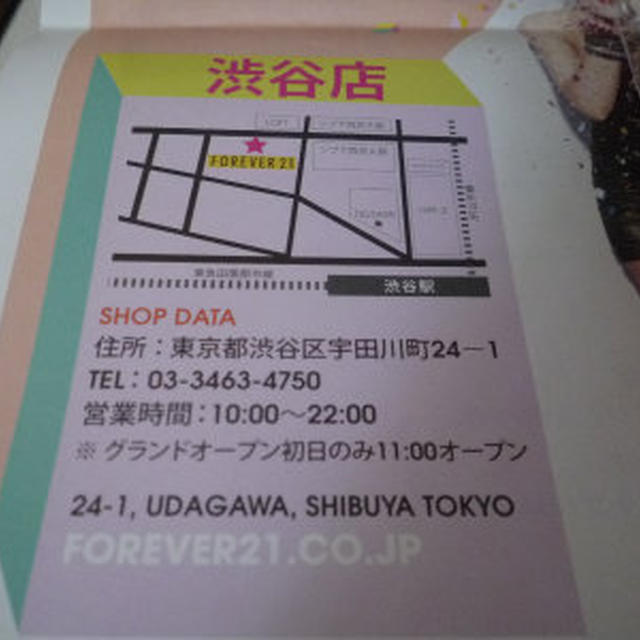 渋谷店
LOFT
FOREVER 21
渋谷駅
SHOP DATA
住所：東京都渋谷区宇田川町24－1
TEL：03-3463-4750
営業時間：10:00～22:00
※ グランドオープン初日のみ11:00オープン
24-1, UDAGAWA, SHIBUYA TOKYO
FOREVER21.CO.JP